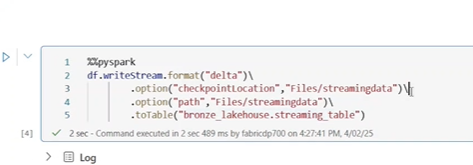 1 %%pyspark
2 df.writeStream.format("delta")\
3 .option("checkpointLocation","Files/streamingdata")\
4 .option("path","Files/streamingdata")\
5 .toTable("bronze_lakehouse.streaming_table")
[4]
2 sec - Command executed in 2 sec 489 ms by fabricdp700 on 4:27:41 PM, 4/02/25
Log